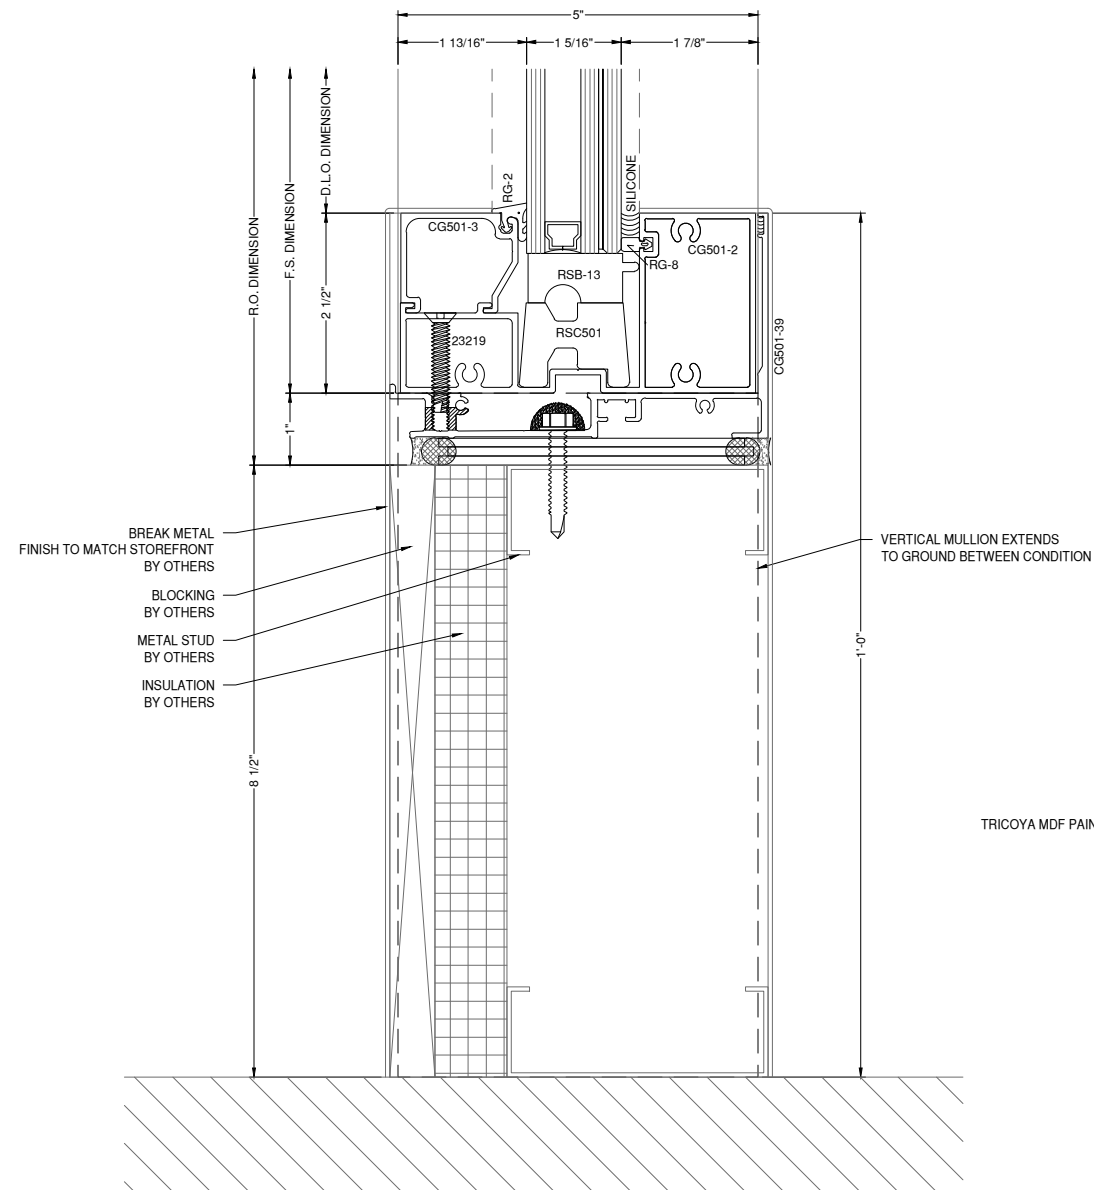 5"
1 13/16"
1 5/16"
1 7/8"
R.O. DIMENSION
F.S. DIMENSION
D.L.O. DIMENSION
2 1/2"
1"
8 1/2"
1'-0"
RG-2
SILICONE
CG501-3
CG501-2
RG-8
RSB-13
RSC501
23219
CG501-39
BREAK METAL
FINISH TO MATCH STOREFRONT
BY OTHERS
BLOCKING
BY OTHERS
METAL STUD
BY OTHERS
INSULATION
BY OTHERS
VERTICAL MULLION EXTENDS
TO GROUND BETWEEN CONDITION
TRICOYA MDF